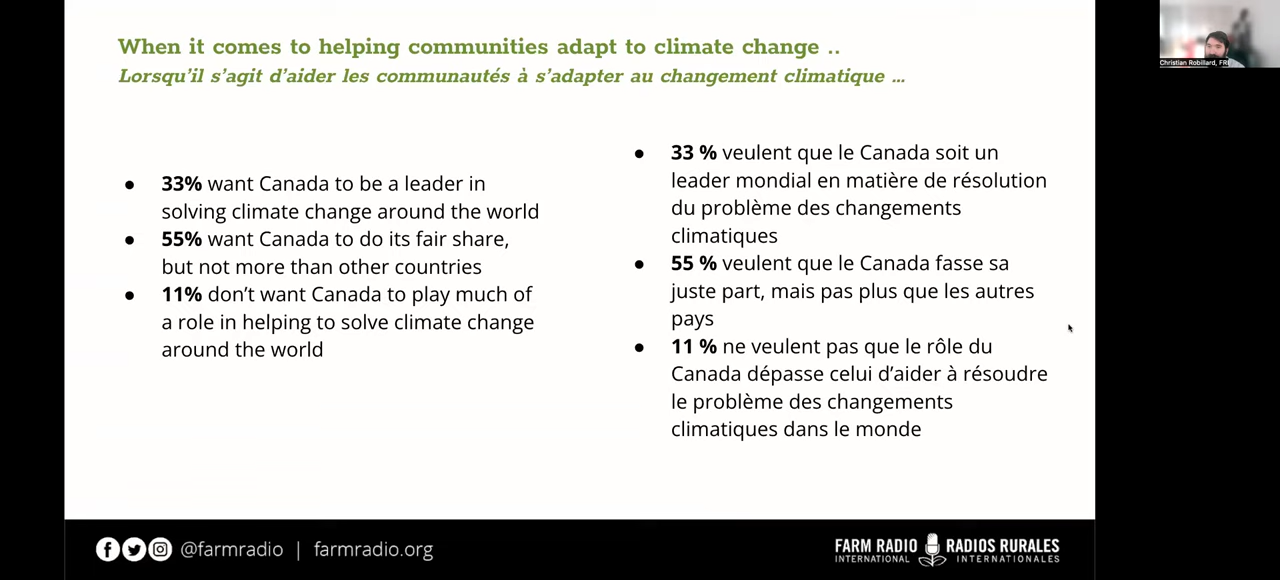 When it comes to helping communities adapt to climate change ..
Lorsqu'il s'agit d'aider les communautés à s'adapter au changement climatique ...
● 33% want Canada to be a leader in
solving climate change around the world
● 55% want Canada to do its fair share,
but not more than other countries
● 11% don't want Canada to play much of
a role in helping to solve climate change
around the world
● 33 % veulent que le Canada soit un
leader mondial en matière de résolution
du problème des changements
climatiques
● 55 % veulent que le Canada fasse sa
juste part, mais pas plus que les autres
pays
● 11 % ne veulent pas que le rôle du
Canada dépasse celui d'aider à résoudre
le problème des changements
climatiques dans le monde
Christian Robillard, FRI
@farmradio | farmradio.org
FARM RADIO RADIOS RURALES
INTERNATIONAL INTERNATIONALES